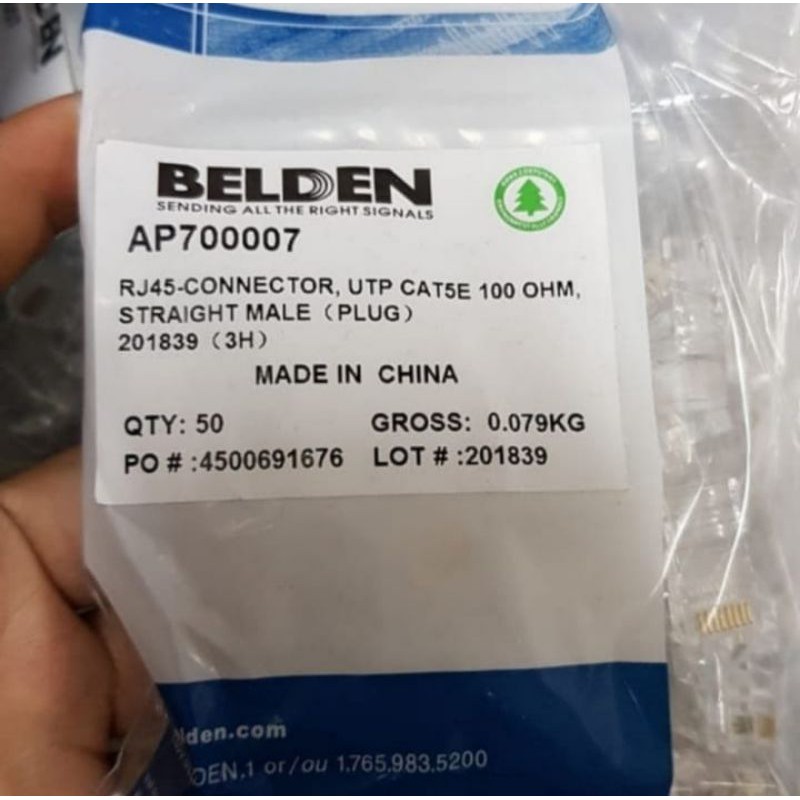 BELDEN
SENDING ALL THE RIGHT SIGNALS
AP700007
RJ45-CONNECTOR, UTP CAT5E 100 OHM,
STRAIGHT MALE（PLUG）
201839（3H）
MADE IN CHINA
QTY: 50 GROSS: 0.079KG
PO # :4500691676 LOT # :201839
lden.com
DEN.1 or/ou 1.765.983.5200